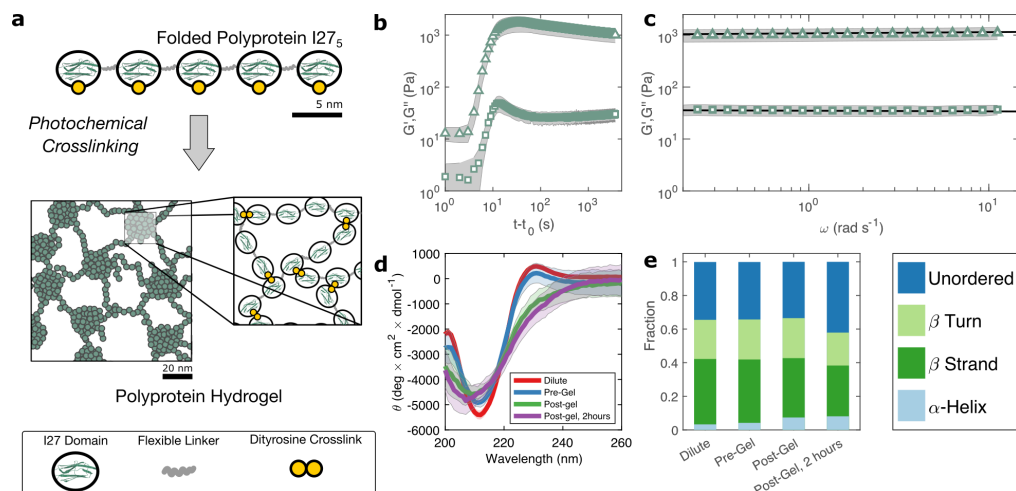 a
Folded Polyprotein I27₅
5 nm
Photochemical
Crosslinking
20 nm
Polyprotein Hydrogel
I27 Domain
Flexible Linker
Dityrosine Crosslink
b
G',G'' (Pa)
10³
10²
10¹
10⁰
10⁰ 10¹ 10² 10³
t-t₀ (s)
c
G',G'' (Pa)
10³
10²
10¹
10⁰
10⁰ 10¹
ω (rad s⁻¹)
d
θ (deg × cm² × dmol⁻¹)
1000
0
-1000
-2000
-3000
-4000
-5000
-6000
200 220 240 260
Wavelength (nm)
Dilute
Pre-Gel
Post-gel
Post-gel, 2hours
e
Fraction
1
0.8
0.6
0.4
0.2
0
Dilute
Pre-Gel
Post-Gel
Post-Gel, 2 hours
Unordered
β Turn
β Strand
α-Helix